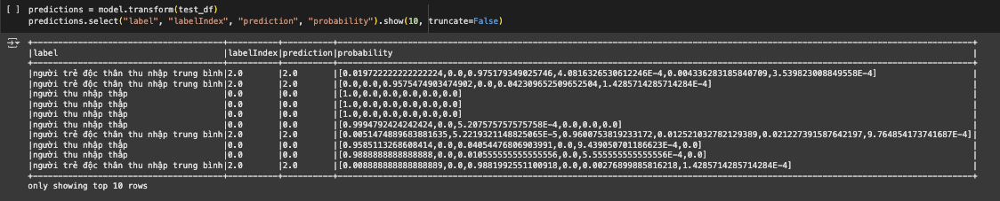 [ ] predictions = model.transform(test_df)
predictions.select("label", "labelIndex", "prediction", "probability").show(10, truncate=False)
|label |labelIndex|prediction|probability |
|người trẻ độc thân thu nhập trung bình|2.0 |2.0 |[0.019722222222222224,0.0,0.975179349025746,4.0816326530612246E-4,0.004336283185840709,3.539823008849558E-4] |
|người trẻ độc thân thu nhập trung bình|2.0 |2.0 |[0.0,0.0,0.9575474903474902,0.0,0.042309652509652504,1.4285714285714284E-4] |
|người thu nhập thấp |0.0 |0.0 |[1.0,0.0,0.0,0.0,0.0,0.0] |
|người thu nhập thấp |0.0 |0.0 |[1.0,0.0,0.0,0.0,0.0,0.0] |
|người thu nhập thấp |0.0 |0.0 |[1.0,0.0,0.0,0.0,0.0,0.0] |
|người thu nhập thấp |0.0 |0.0 |[0.9994792424242424,0.0,5.207575757575758E-4,0.0,0.0,0.0] |
|người trẻ độc thân thu nhập trung bình|2.0 |2.0 |[0.0051474889683881635,5.2219321148825065E-5,0.9600753819233172,0.012521032782129389,0.021227391587642197,9.764854173741687E-4]|
|người thu nhập thấp |0.0 |0.0 |[0.9585113268608414,0.0,0.04054476806903991,0.0,9.439050701186623E-4,0.0] |
|người thu nhập thấp |0.0 |0.0 |[0.9888888888888888,0.0,0.010555555555555556,0.0,5.555555555555556E-4,0.0] |
|người trẻ độc thân thu nhập trung bình|2.0 |2.0 |[0.008888888888888889,0.0,0.9881992551100918,0.0,0.00276899885816218,1.4285714285714284E-4] |
only showing top 10 rows